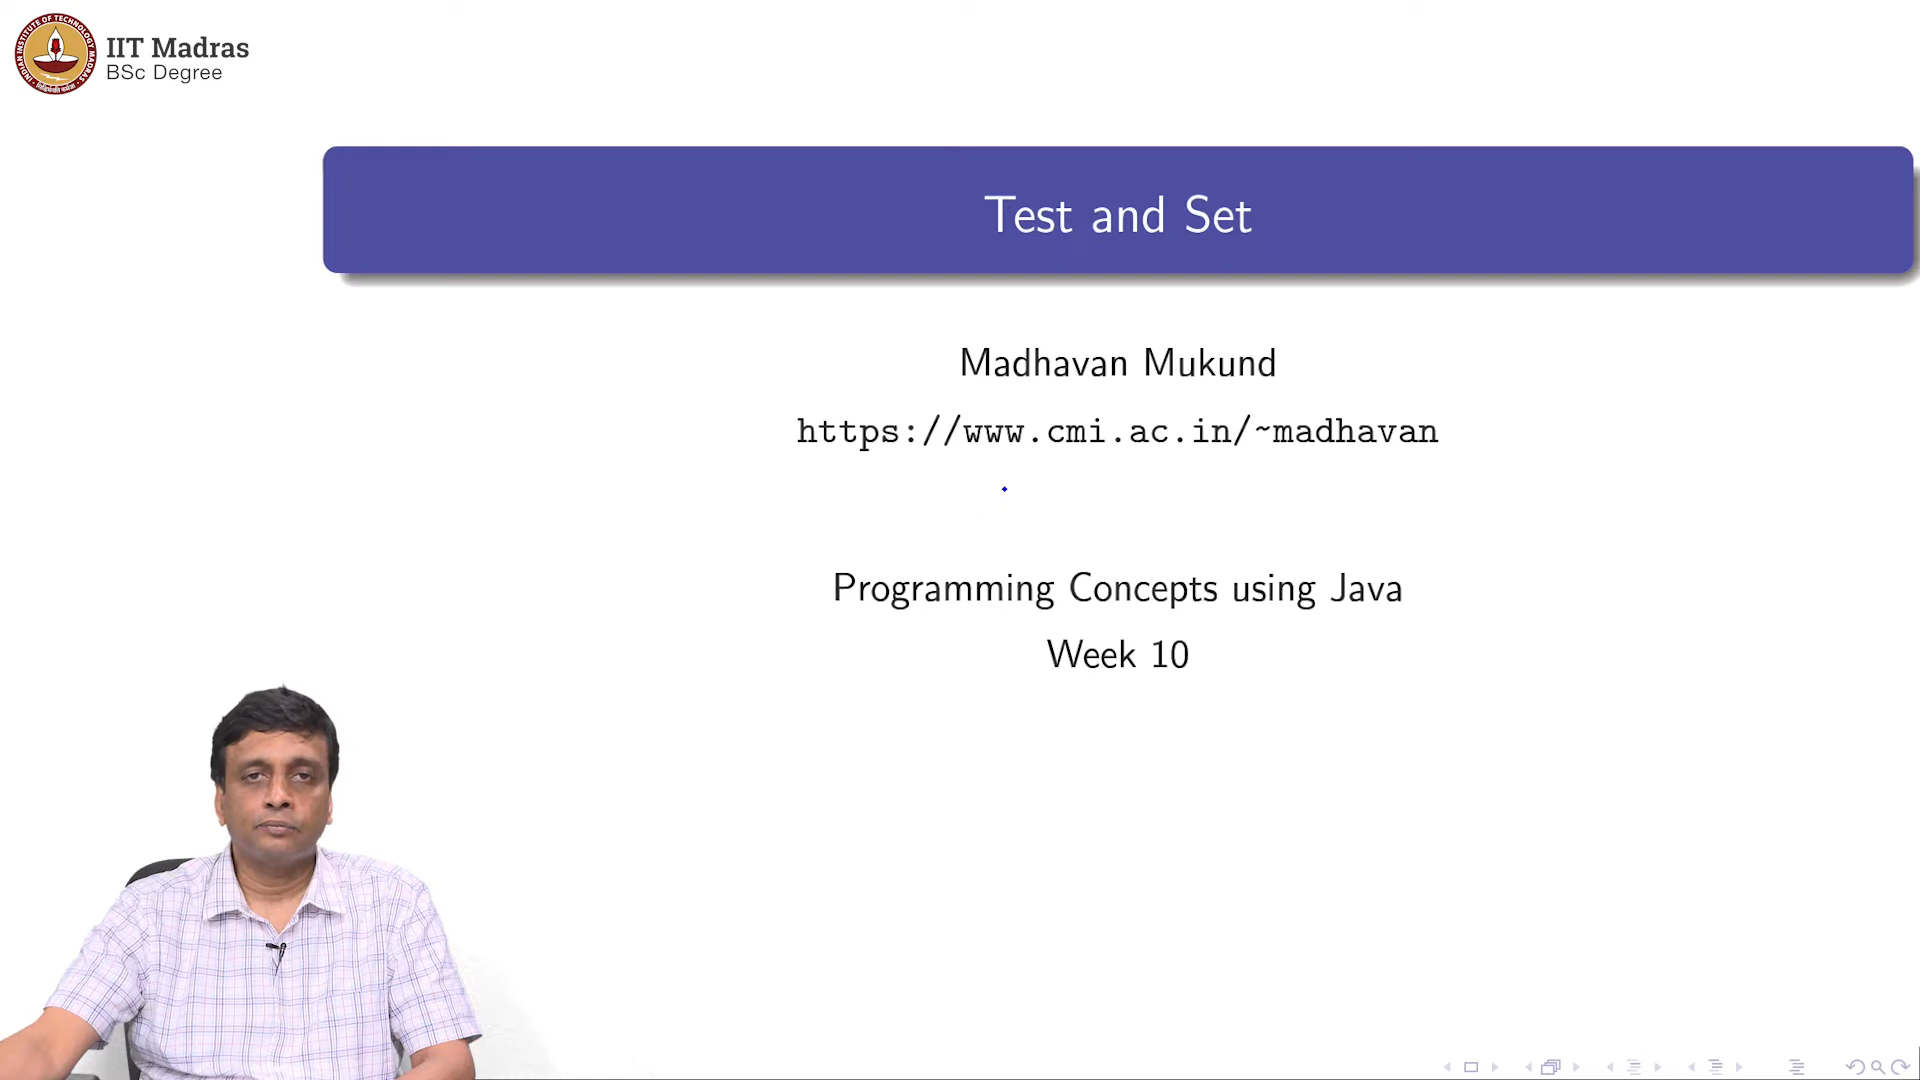 IIT Madras
BSc Degree
Test and Set
Madhavan Mukund
https://www.cmi.ac.in/~madhavan
Programming Concepts using Java
Week 10